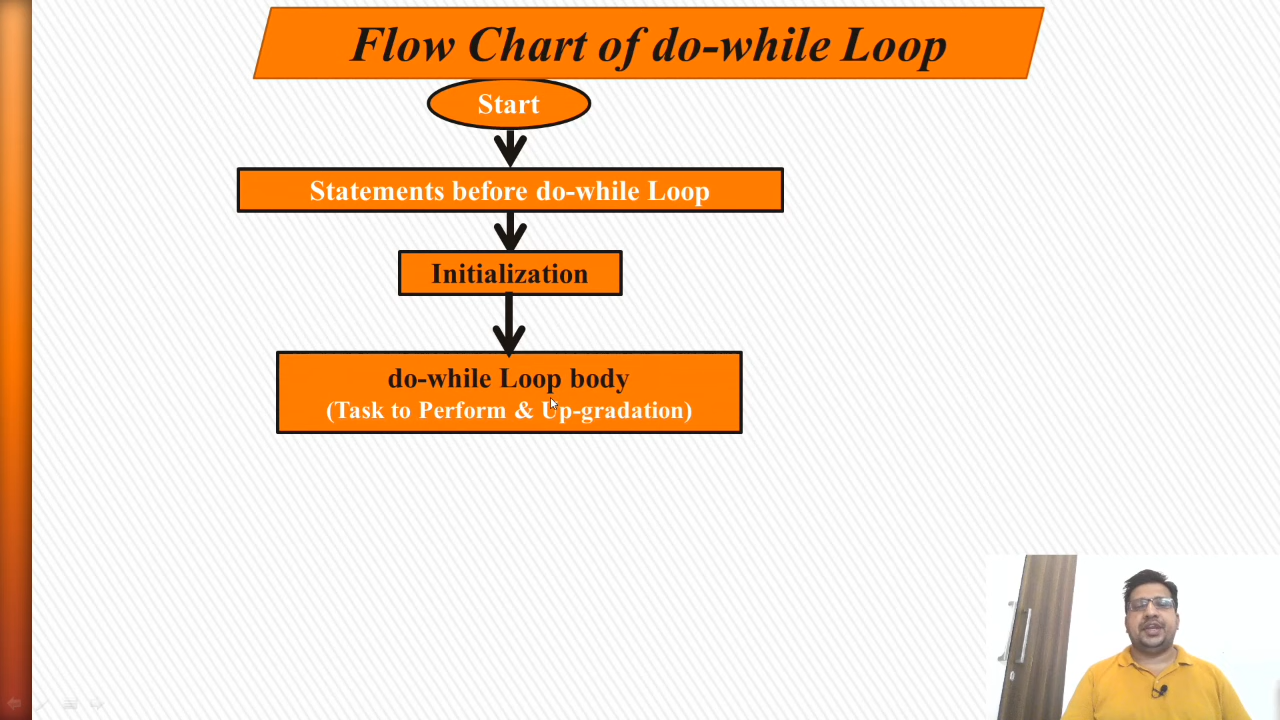 Flow Chart of do-while Loop
Start
Statements before do-while Loop
Initialization
do-while Loop body
(Task to Perform & Up-gradation)